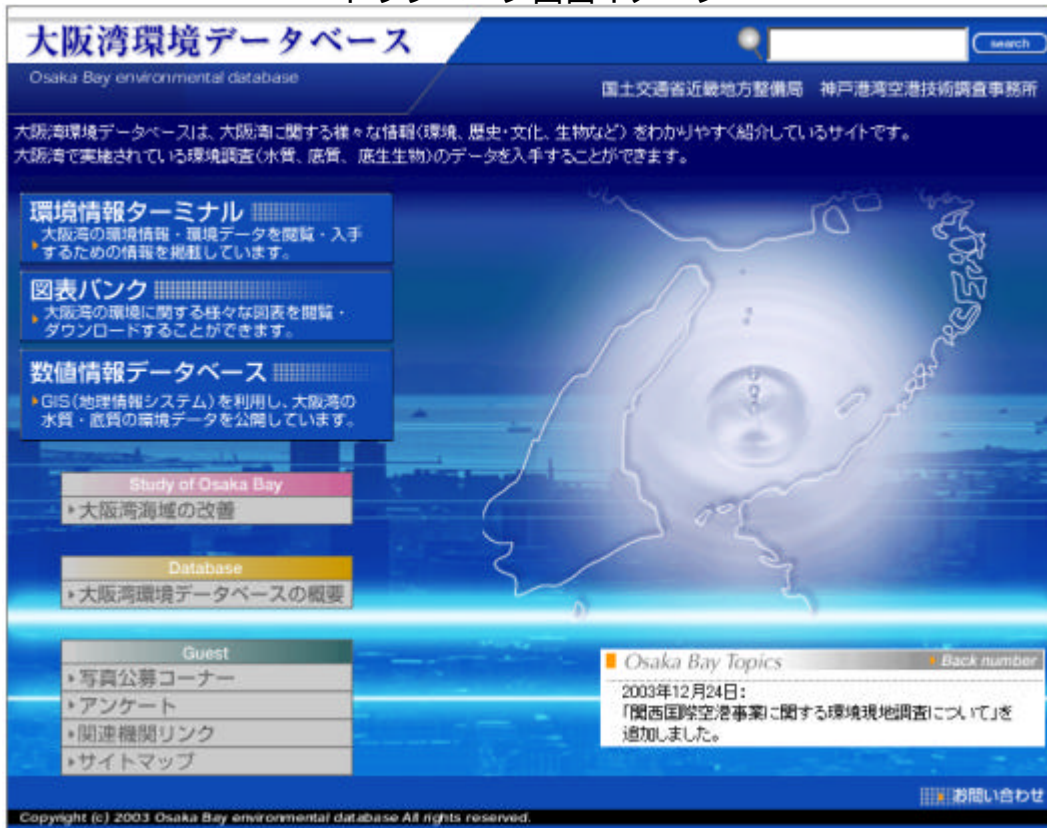 トップページ画面イメージ
大阪湾環境データベース
search
Osaka Bay environmental database
国土交通省近畿地方整備局　神戸港湾空港技術調査事務所
大阪湾環境データベースは、大阪湾に関する様々な情報(環境、歴史・文化、生物など) をわかりやすく紹介しているサイトです。
大阪湾で実施されている環境調査(水質、底質、底生生物)のデータを入手することができます。
環境情報ターミナル
大阪湾の環境情報・環境データを閲覧・入手
するための情報を掲載しています。
図表バンク
大阪湾の環境に関する様々な図表を閲覧・
ダウンロードすることができます。
数値情報データベース
GIS(地理情報システム)を利用し、大阪湾の
水質・底質の環境データを公開しています。
Study of Osaka Bay
大阪湾海域の改善
Database
大阪湾環境データベースの概要
Guest
写真公募コーナー
アンケート
関連機関リンク
サイトマップ
Osaka Bay Topics
Back number
2003年12月24日：
「関西国際空港事業に関する環境現地調査について」を
追加しました。
お問い合わせ
Copyright (c) 2003 Osaka Bay environmental database All rights reserved.